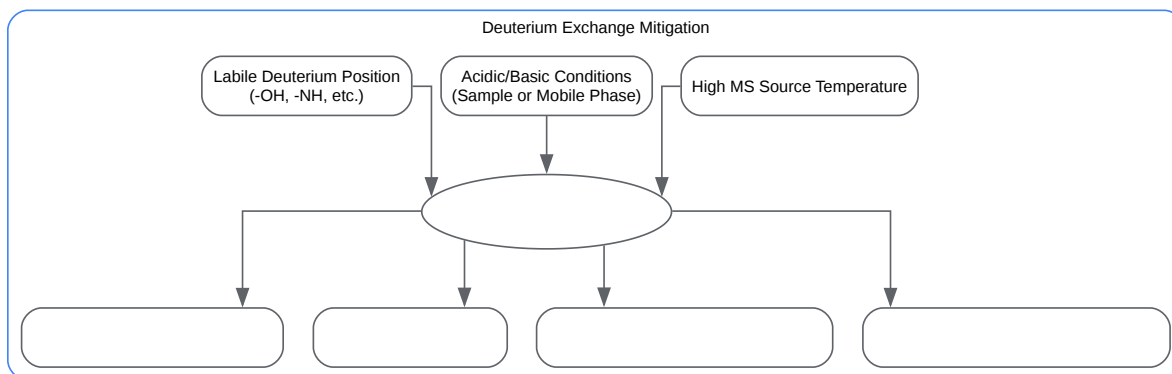 Deuterium Exchange Mitigation
Labile Deuterium Position
(-OH, -NH, etc.)
Acidic/Basic Conditions
(Sample or Mobile Phase)
High MS Source Temperature